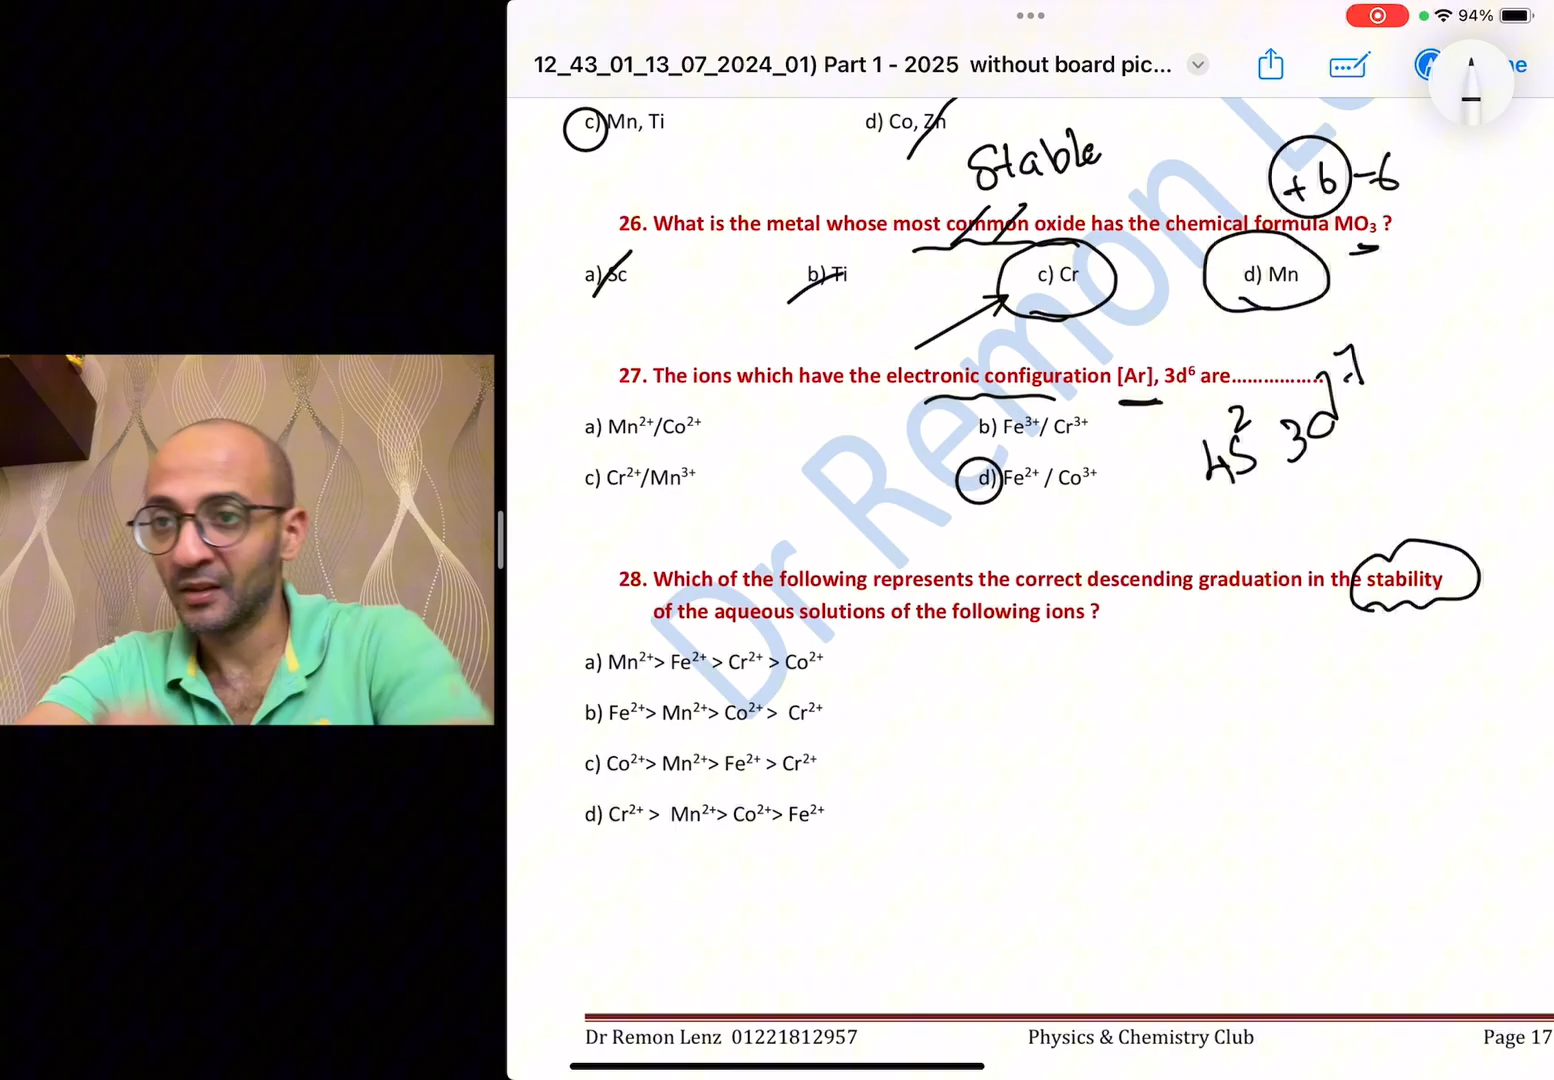 94%
12_43_01_13_07_2024_01) Part 1 - 2025 without board pic...
c) Mn, Ti d) Co, Zn
Stable
+6 -6
26. What is the metal whose most common oxide has the chemical formula MO₃ ?
a) Sc b) Ti c) Cr d) Mn
27. The ions which have the electronic configuration [Ar], 3d⁶ are.................
4s² 3d⁷
a) Mn²⁺/Co²⁺ b) Fe³⁺/ Cr³⁺
c) Cr²⁺/Mn³⁺ d) Fe²⁺ / Co³⁺
28. Which of the following represents the correct descending graduation in the stability
of the aqueous solutions of the following ions ?
a) Mn²⁺> Fe²⁺ > Cr²⁺ > Co²⁺
b) Fe²⁺> Mn²⁺> Co²⁺ > Cr²⁺
c) Co²⁺> Mn²⁺> Fe²⁺ > Cr²⁺
d) Cr²⁺ > Mn²⁺> Co²⁺> Fe²⁺
Dr Remon
Dr Remon Lenz 01221812957 Physics & Chemistry Club Page 17